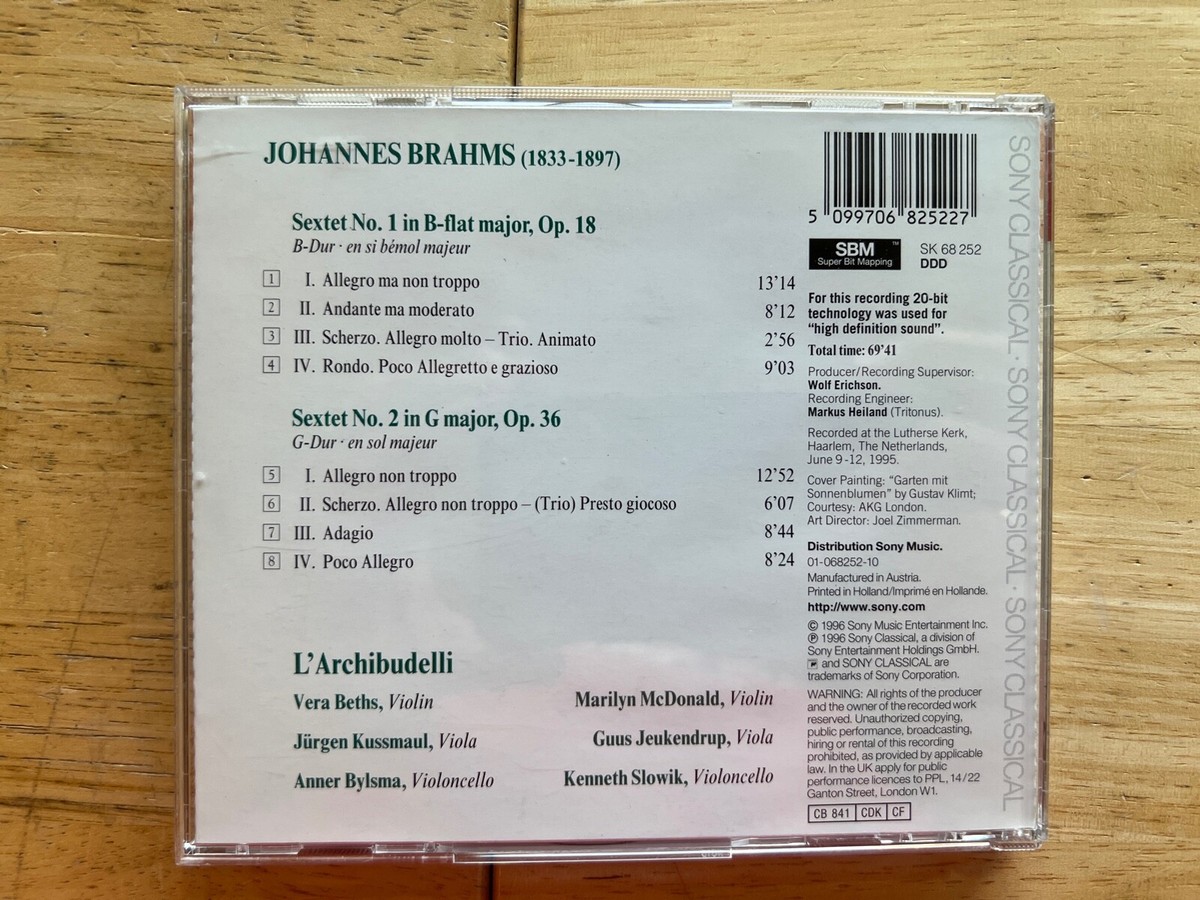 JOHANNES BRAHMS (1833-1897)
Sextet No. 1 in B-flat major, Op. 18
B-Dur · en si bémol majeur
1 I. Allegro ma non troppo 13'14
2 II. Andante ma moderato 8'12
3 III. Scherzo. Allegro molto – Trio. Animato 2'56
4 IV. Rondo. Poco Allegretto e grazioso 9'03
Sextet No. 2 in G major, Op. 36
G-Dur · en sol majeur
5 I. Allegro non troppo 12'52
6 II. Scherzo. Allegro non troppo – (Trio) Presto giocoso 6'07
7 III. Adagio 8'44
8 IV. Poco Allegro 8'24
L'Archibudelli
Vera Beths, Violin
Marilyn McDonald, Violin
Jürgen Kussmaul, Viola
Guus Jeukendrup, Viola
Anner Bylsma, Violoncello
Kenneth Slowik, Violoncello
5 099706 825227
SBM™
Super Bit Mapping
SK 68 252
DDD
For this recording 20-bit
technology was used for
"high definition sound".
Total time: 69'41
Producer/Recording Supervisor:
Wolf Erichson.
Recording Engineer:
Markus Heiland (Tritonus).
Recorded at the Lutherse Kerk,
Haarlem, The Netherlands,
June 9-12, 1995.
Cover Painting: "Garten mit
Sonnenblumen" by Gustav Klimt;
Courtesy: AKG London.
Art Director: Joel Zimmerman.
Distribution Sony Music.
01-068252-10
Manufactured in Austria.
Printed in Holland/Imprimé en Hollande.
http://www.sony.com
© 1996 Sony Music Entertainment Inc.
℗ 1996 Sony Classical, a division of
Sony Entertainment Holdings GmbH.
and SONY CLASSICAL are
trademarks of Sony Corporation.
WARNING: All rights of the producer
and the owner of the recorded work
reserved. Unauthorized copying,
public performance, broadcasting,
hiring or rental of this recording
prohibited, as provided by applicable
law. In the UK apply for public
performance licences to PPL, 14/22
Ganton Street, London W1.
CB 841 CDK CF
SONY CLASSICAL · SONY CLASSICAL · SONY CLASSICAL